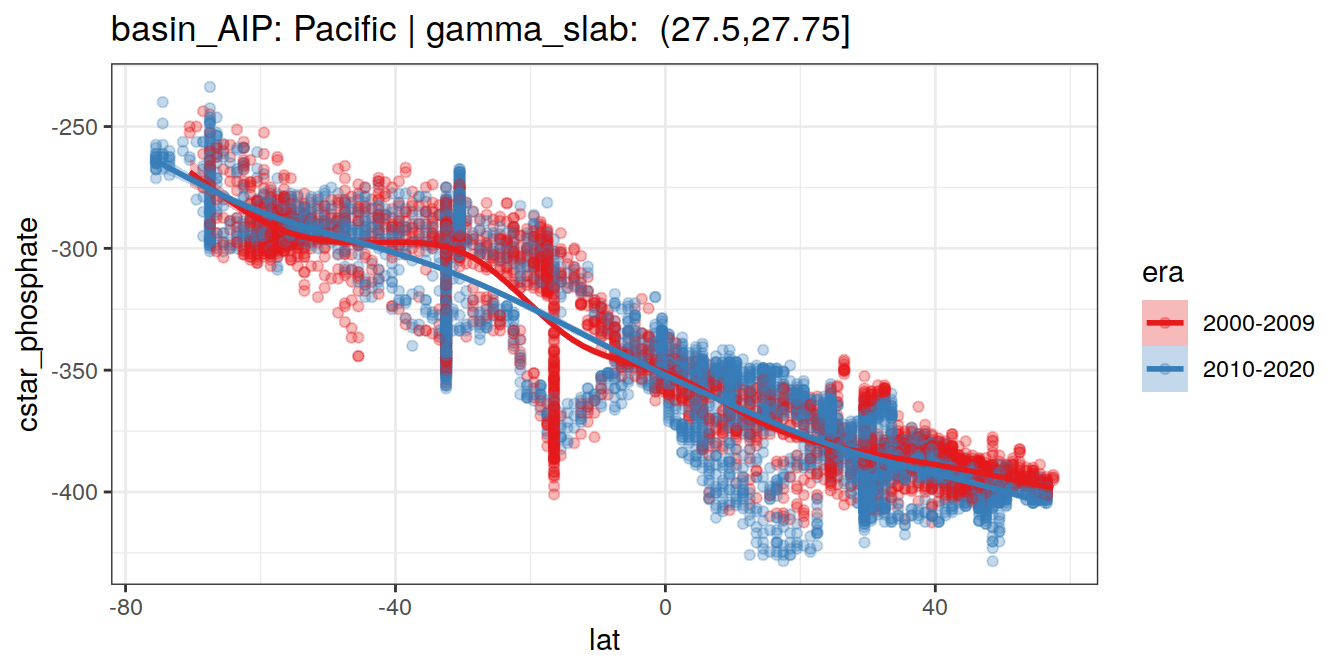 basin_AIP: Pacific | gamma_slab:  (27.5,27.75]
-250
-300
-350
-400
cstar_phosphate
-80
-40
0
40
lat
era
2000-2009
2010-2020